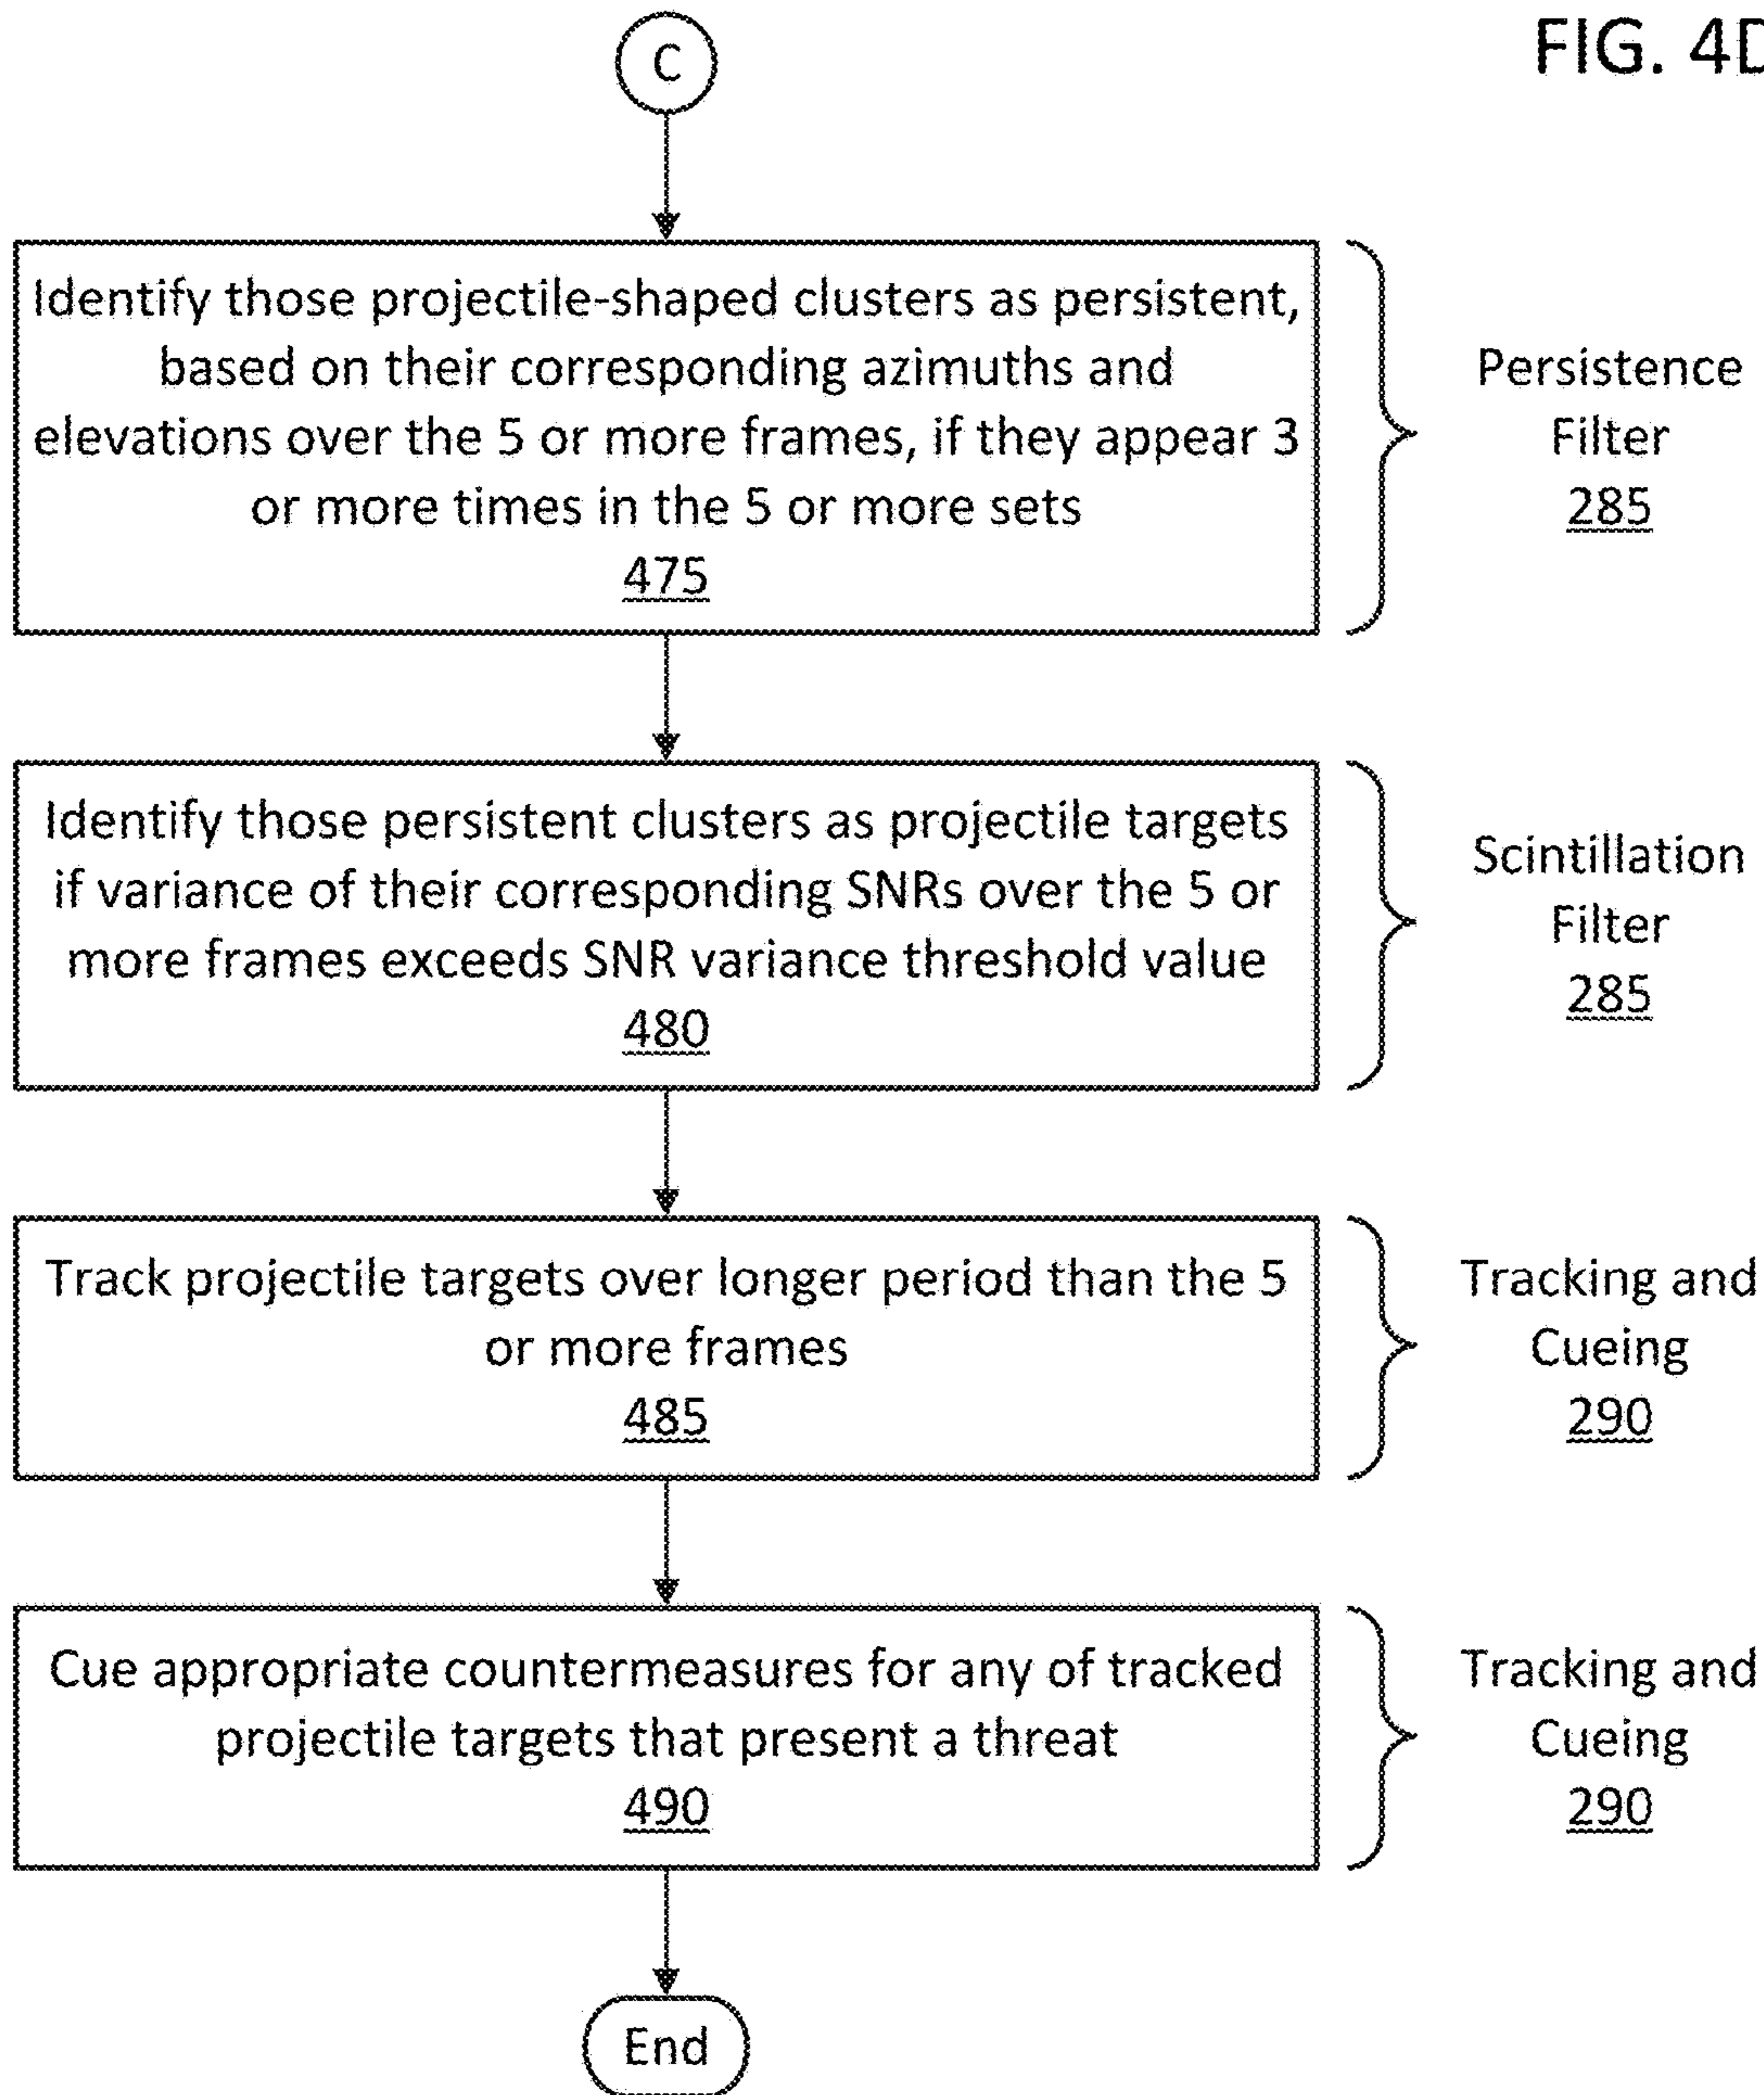 FIG. 4D
C
Identify those projectile-shaped clusters as persistent,
based on their corresponding azimuths and
elevations over the 5 or more frames, if they appear 3
or more times in the 5 or more sets
475
Persistence
Filter
285
Identify those persistent clusters as projectile targets
if variance of their corresponding SNRs over the 5 or
more frames exceeds SNR variance threshold value
480
Scintillation
Filter
285
Track projectile targets over longer period than the 5
or more frames
485
Tracking and
Cueing
290
Cue appropriate countermeasures for any of tracked
projectile targets that present a threat
490
Tracking and
Cueing
290
End